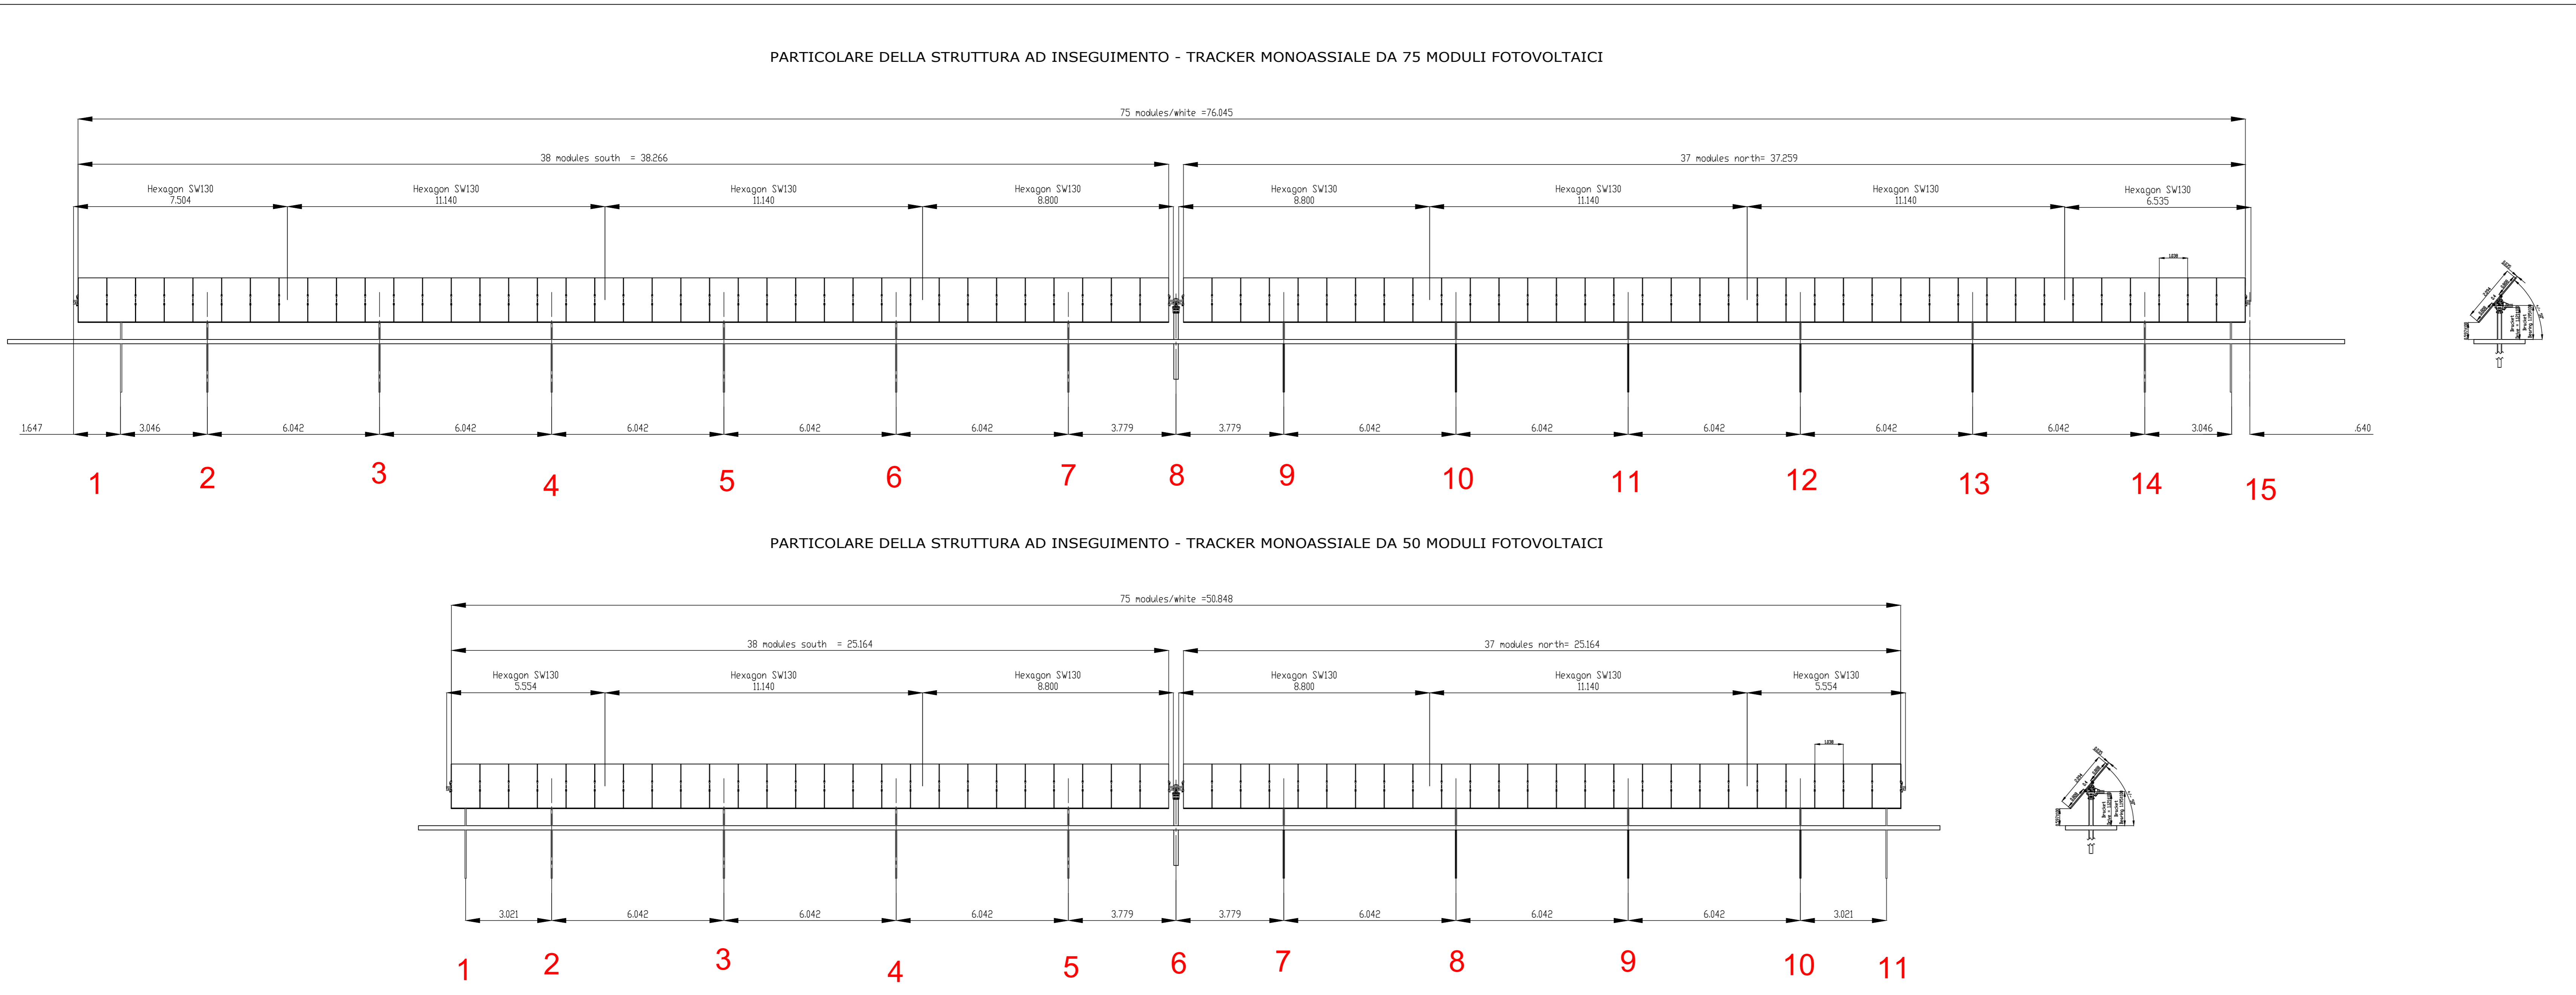 PARTICOLARE DELLA STRUTTURA AD INSEGUIMENTO - TRACKER MONOASSIALE DA 75 MODULI FOTOVOLTAICI
75 modules/white =76.045
38 modules south = 38.266
37 modules north= 37.259
Hexagon SW130 Hexagon SW130 Hexagon SW130 Hexagon SW130 Hexagon SW130 Hexagon SW130 Hexagon SW130 Hexagon SW130
7.504 11.140 11.140 8.800 8.800 11.140 11.140 6.535
1.038
Bracket
Bracket
1.647 3.046 6.042 6.042 6.042 6.042 6.042 3.779 3.779 6.042 6.042 6.042 6.042 6.042 3.046 .640
1 2 3 4 5 6 7 8 9 10 11 12 13 14 15
PARTICOLARE DELLA STRUTTURA AD INSEGUIMENTO - TRACKER MONOASSIALE DA 50 MODULI FOTOVOLTAICI
75 modules/white =50.848
38 modules south = 25.164
37 modules north= 25.164
Hexagon SW130 Hexagon SW130 Hexagon SW130 Hexagon SW130 Hexagon SW130 Hexagon SW130
5.554 11.140 8.800 8.800 11.140 5.554
1.038
Bracket
Bracket
3.021 6.042 6.042 6.042 3.779 3.779 6.042 6.042 6.042 3.021
1 2 3 4 5 6 7 8 9 10 11